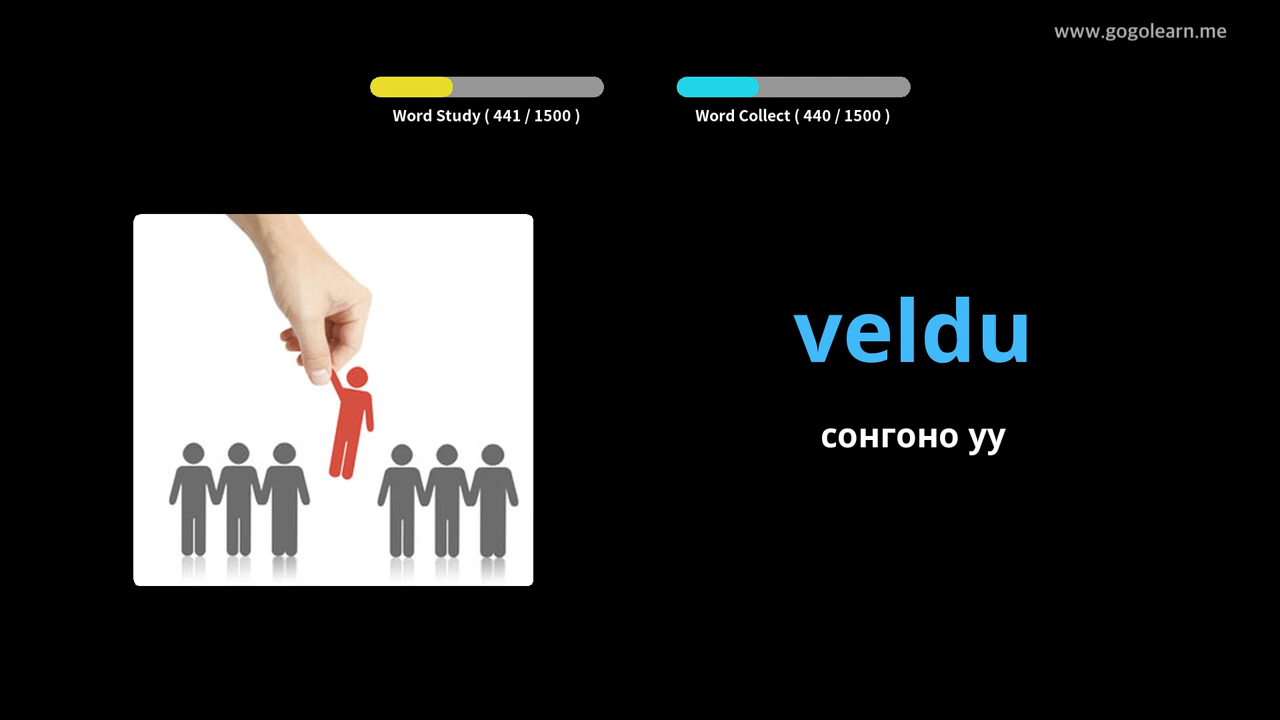 www.gogolearn.me
Word Study ( 441 / 1500 )
Word Collect ( 440 / 1500 )
veldu
сонгоно уу